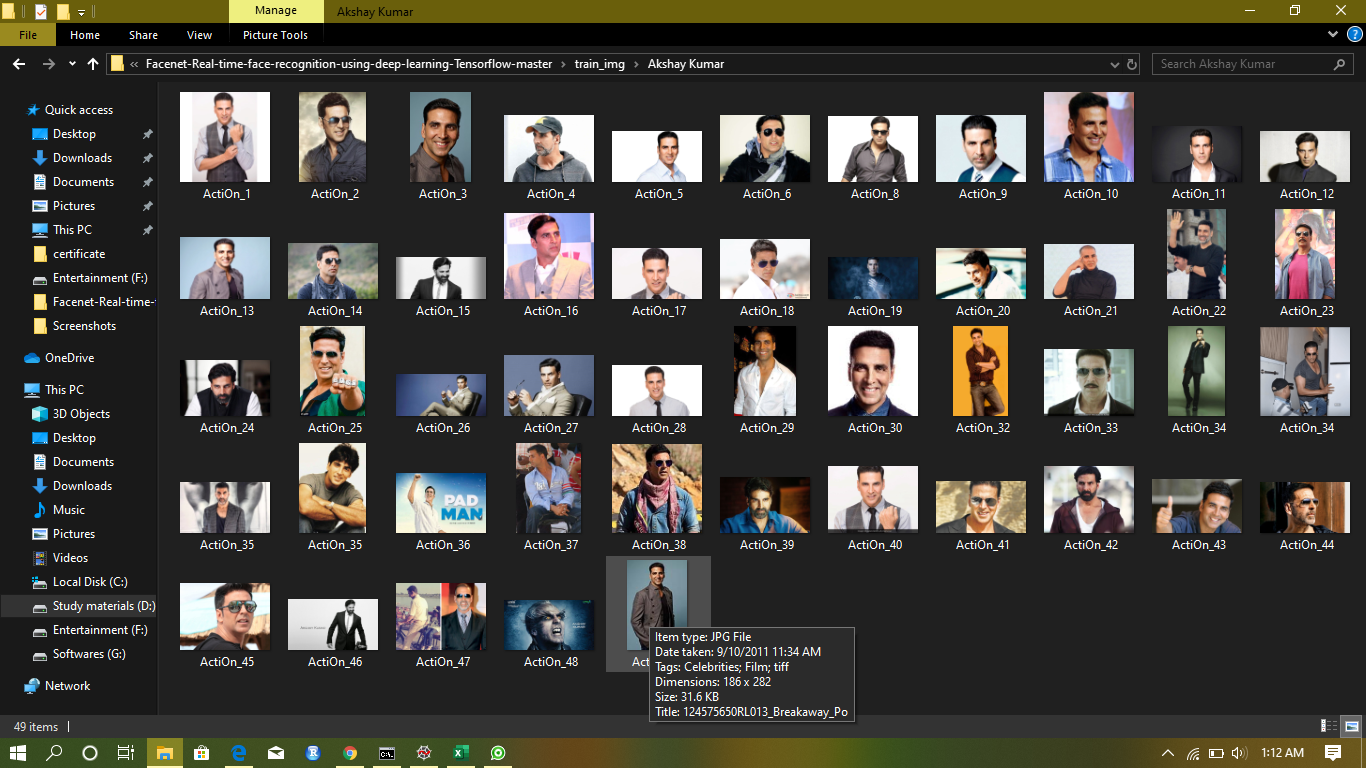 Manage
Akshay Kumar
File
Home
Share
View
Picture Tools
Facenet-Real-time-face-recognition-using-deep-learning-Tensorflow-master
train_img
Akshay Kumar
Search Akshay Kumar
Quick access
Desktop
Downloads
Documents
Pictures
This PC
certificate
Entertainment (F:)
Facenet-Real-time-
Screenshots
OneDrive
This PC
3D Objects
Desktop
Documents
Downloads
Music
Pictures
Videos
Local Disk (C:)
Study materials (D:)
Entertainment (F:)
Softwares (G:)
Network
ActiOn_1 ActiOn_2 ActiOn_3 ActiOn_4 ActiOn_5 ActiOn_6 ActiOn_8 ActiOn_9 ActiOn_10 ActiOn_11 ActiOn_12
ActiOn_13 ActiOn_14 ActiOn_15 ActiOn_16 ActiOn_17 ActiOn_18 ActiOn_19 ActiOn_20 ActiOn_21 ActiOn_22 ActiOn_23
ActiOn_24 ActiOn_25 ActiOn_26 ActiOn_27 ActiOn_28 ActiOn_29 ActiOn_30 ActiOn_32 ActiOn_33 ActiOn_34 ActiOn_34
PAD
MAN
ActiOn_35 ActiOn_35 ActiOn_36 ActiOn_37 ActiOn_38 ActiOn_39 ActiOn_40 ActiOn_41 ActiOn_42 ActiOn_43 ActiOn_44
ActiOn_45 ActiOn_46 ActiOn_47 ActiOn_48
Item type: JPG File
Date taken: 9/10/2011 11:34 AM
Tags: Celebrities; Film; tiff
Dimensions: 186 x 282
Size: 31.6 KB
Title: 124575650RL013_Breakaway_Po
49 items
1:12 AM